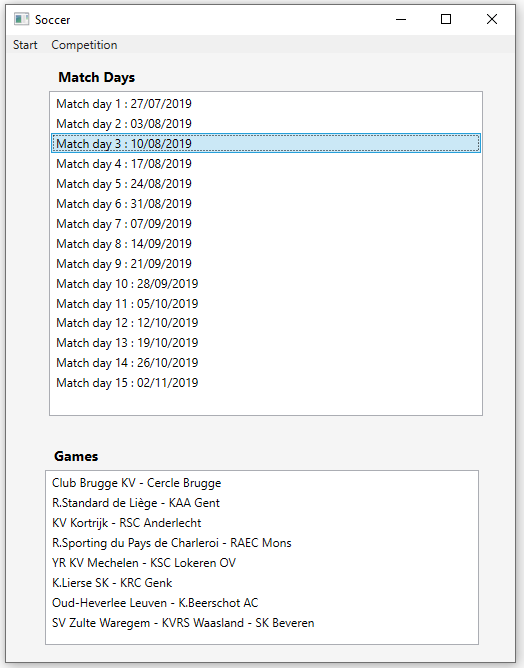 Soccer
Start Competition
Match Days
Match day 1 : 27/07/2019
Match day 2 : 03/08/2019
Match day 3 : 10/08/2019
Match day 4 : 17/08/2019
Match day 5 : 24/08/2019
Match day 6 : 31/08/2019
Match day 7 : 07/09/2019
Match day 8 : 14/09/2019
Match day 9 : 21/09/2019
Match day 10 : 28/09/2019
Match day 11 : 05/10/2019
Match day 12 : 12/10/2019
Match day 13 : 19/10/2019
Match day 14 : 26/10/2019
Match day 15 : 02/11/2019
Games
Club Brugge KV - Cercle Brugge
R.Standard de Liège - KAA Gent
KV Kortrijk - RSC Anderlecht
R.Sporting du Pays de Charleroi - RAEC Mons
YR KV Mechelen - KSC Lokeren OV
K.Lierse SK - KRC Genk
Oud-Heverlee Leuven - K.Beerschot AC
SV Zulte Waregem - KVRS Waasland - SK Beveren